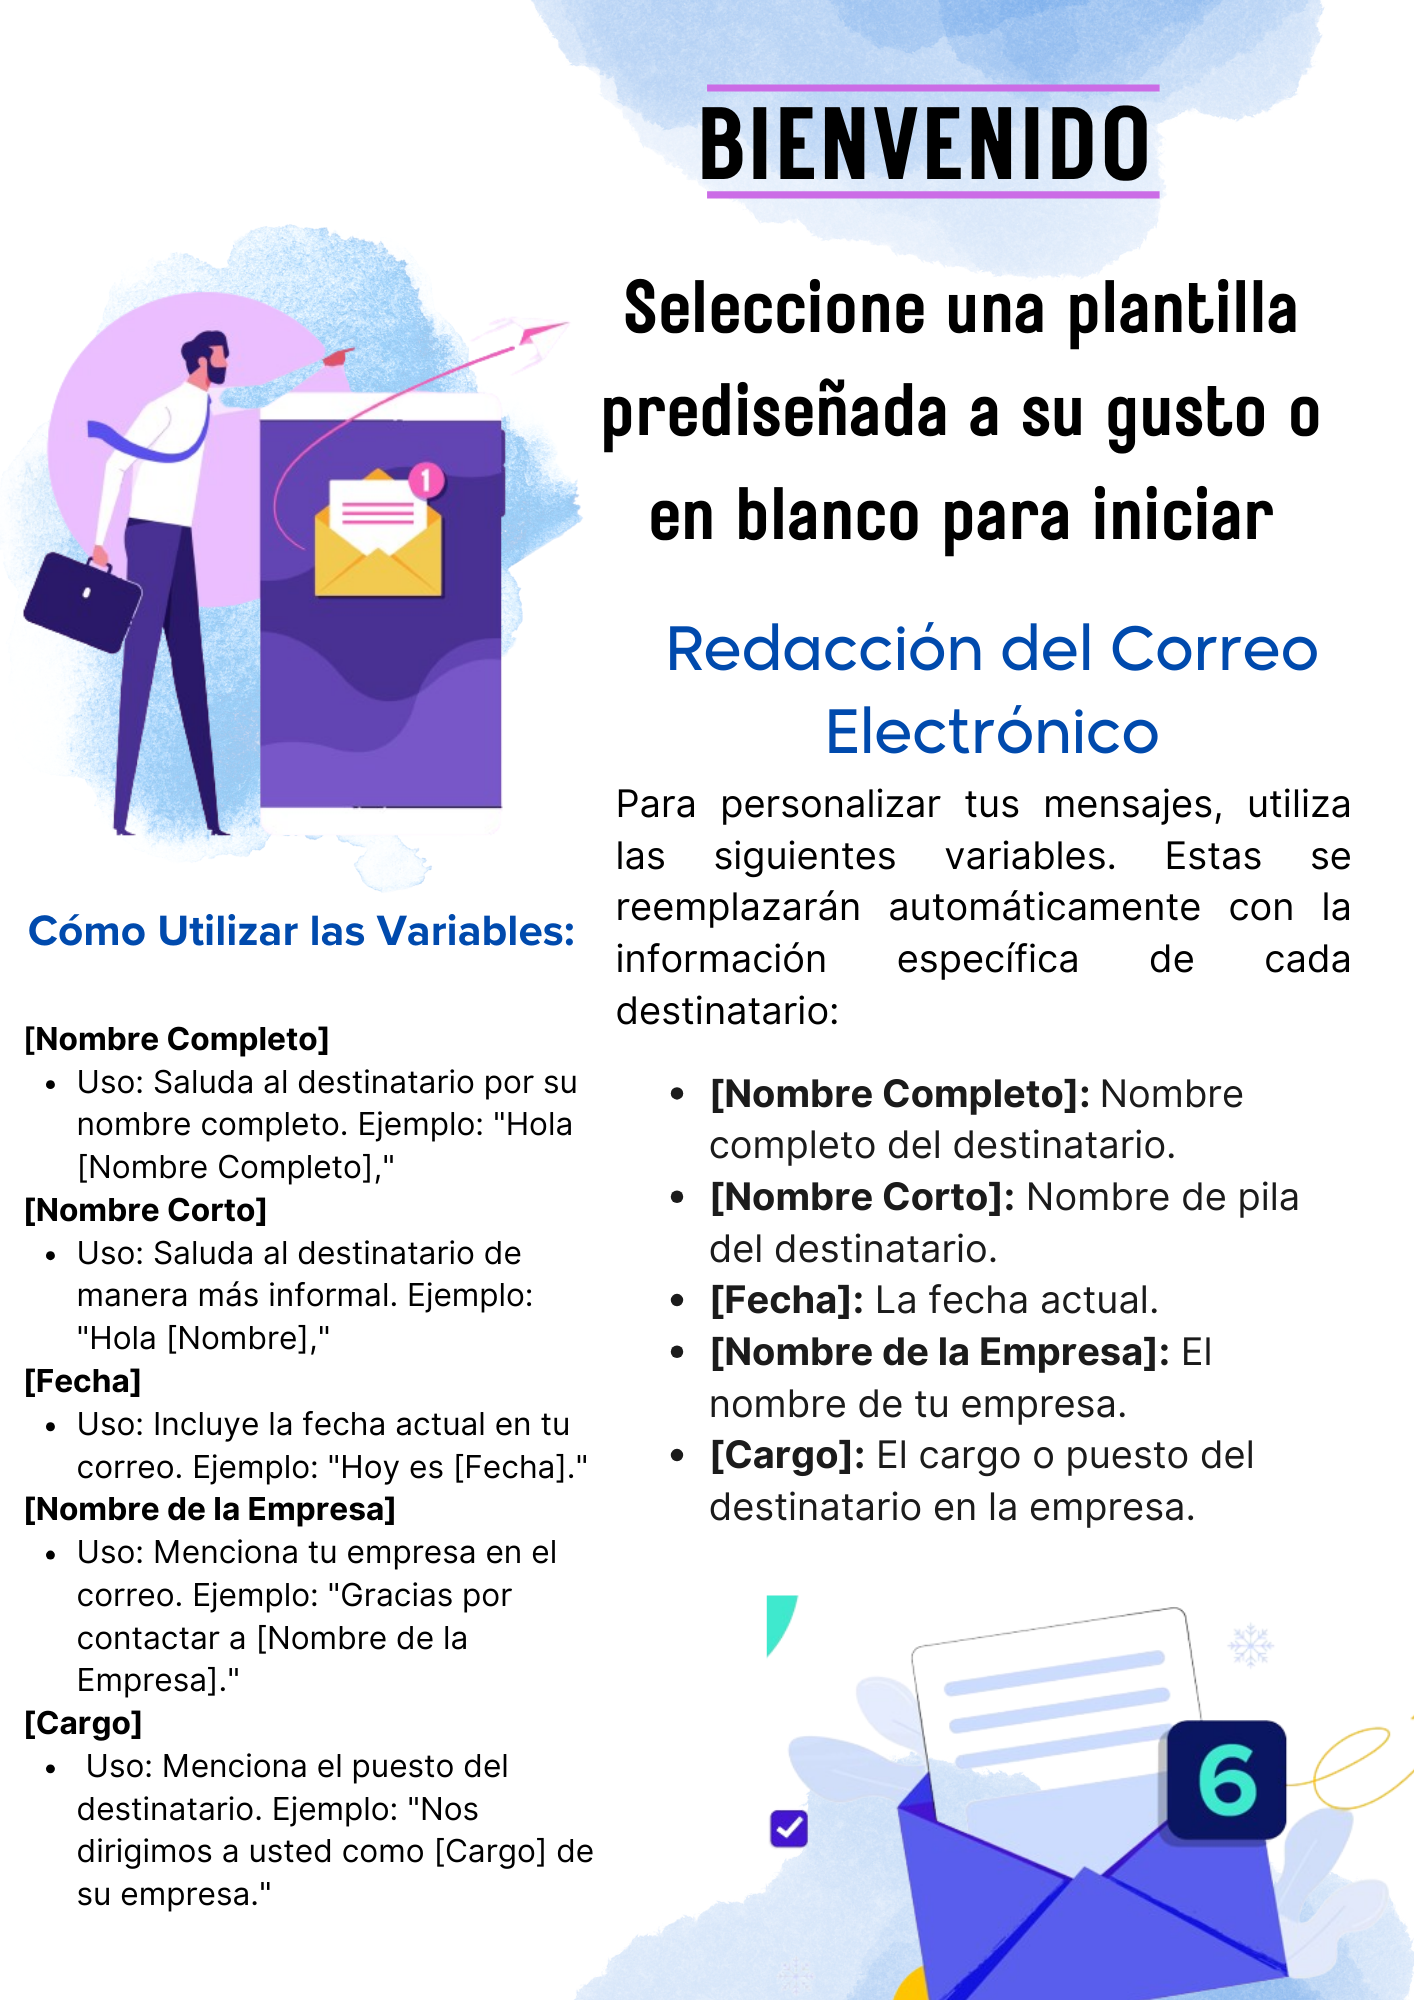 BIENVENIDO
Seleccione una plantilla
prediseñada a su gusto o
en blanco para iniciar
1
Redacción del Correo
Electrónico
Para personalizar tus mensajes, utiliza
las siguientes variables. Estas se
reemplazarán automáticamente con la
información específica de cada
destinatario:
[Nombre Completo]: Nombre
completo del destinatario.
[Nombre Corto]: Nombre de pila
del destinatario.
[Fecha]: La fecha actual.
[Nombre de la Empresa]: El
nombre de tu empresa.
[Cargo]: El cargo o puesto del
destinatario en la empresa.
Cómo Utilizar las Variables:
[Nombre Completo]
Uso: Saluda al destinatario por su
nombre completo. Ejemplo: "Hola
[Nombre Completo],"
[Nombre Corto]
Uso: Saluda al destinatario de
manera más informal. Ejemplo:
"Hola [Nombre],"
[Fecha]
Uso: Incluye la fecha actual en tu
correo. Ejemplo: "Hoy es [Fecha]."
[Nombre de la Empresa]
Uso: Menciona tu empresa en el
correo. Ejemplo: "Gracias por
contactar a [Nombre de la
Empresa]."
[Cargo]
Uso: Menciona el puesto del
destinatario. Ejemplo: "Nos
dirigimos a usted como [Cargo] de
su empresa."
6